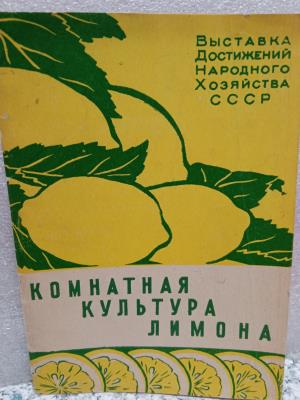 Выставка
Достижений
Народного
Хозяйства
СССР
КОМНАТНАЯ
КУЛЬТУРА
ЛИМОНА